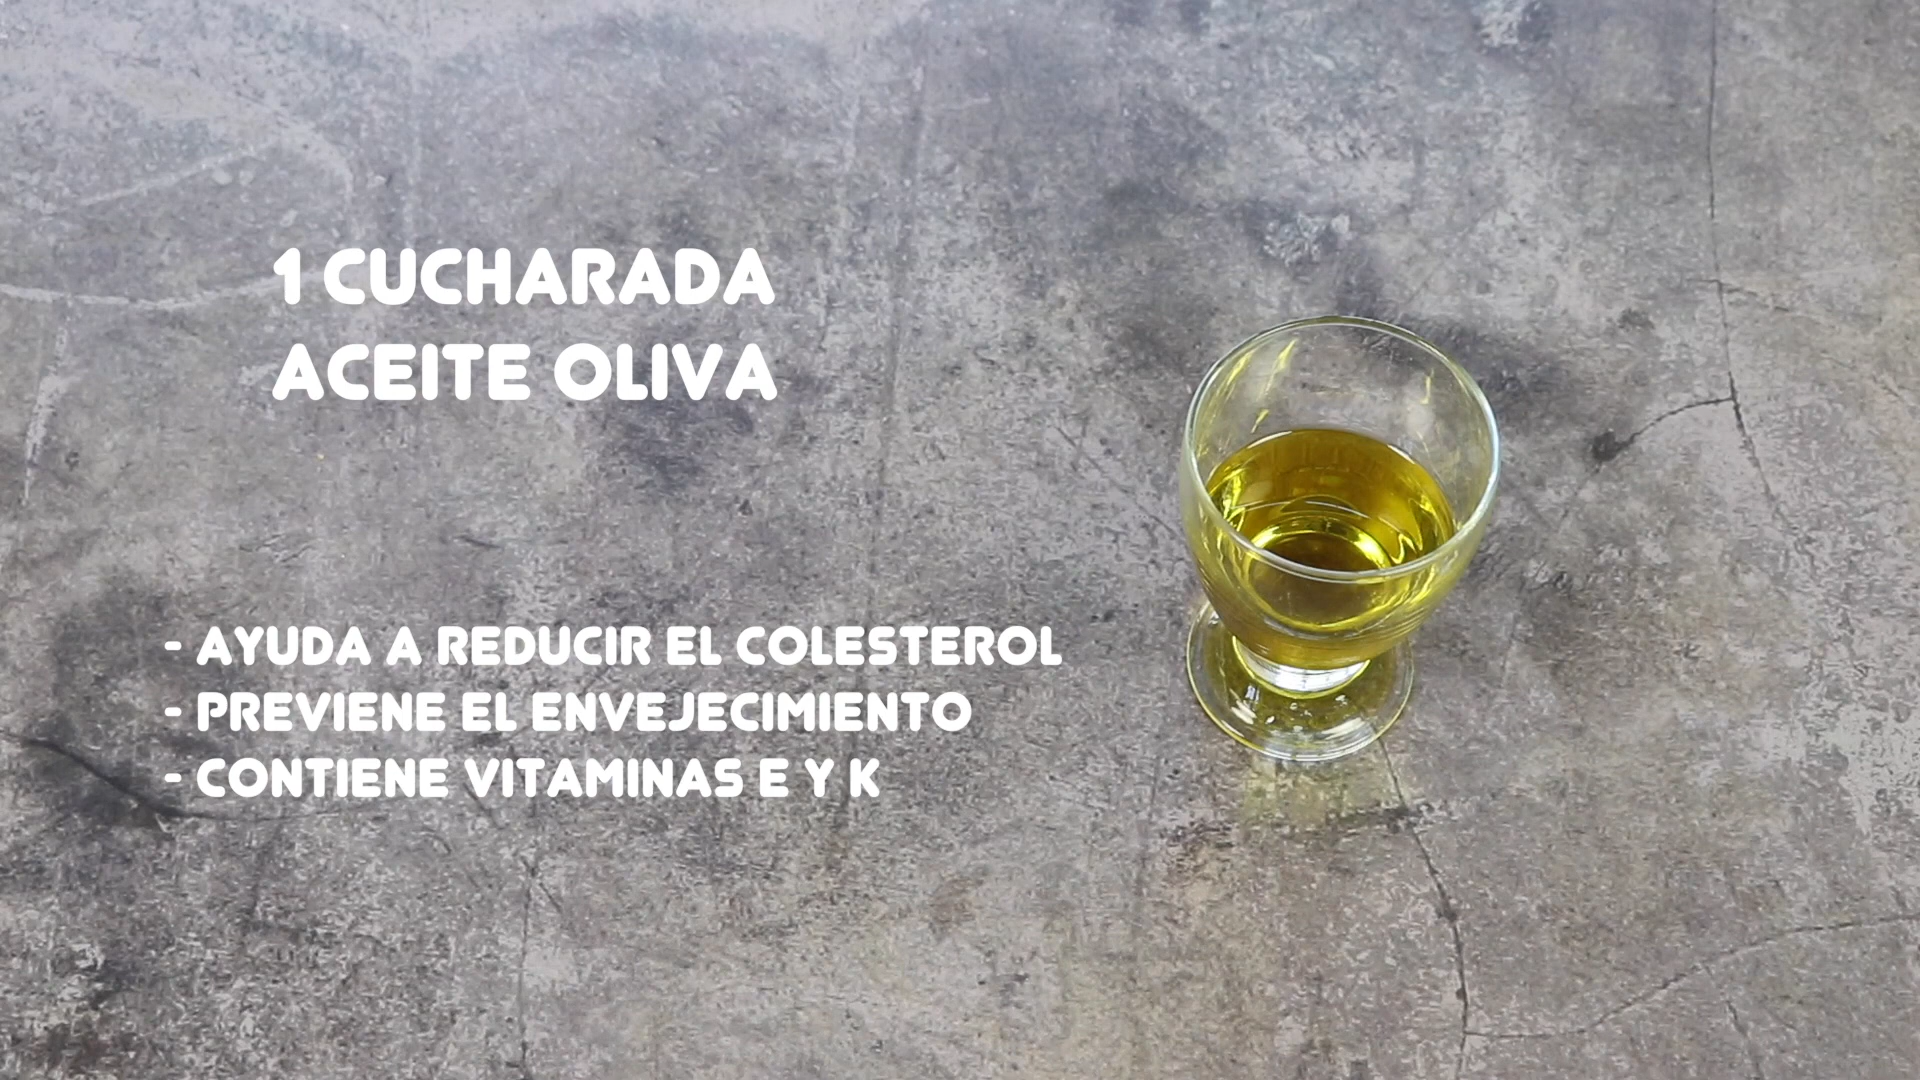 1 CUCHARADA
ACEITE OLIVA
- AYUDA A REDUCIR EL COLESTEROL
- PREVIENE EL ENVEJECIMIENTO
- CONTIENE VITAMINAS E Y K